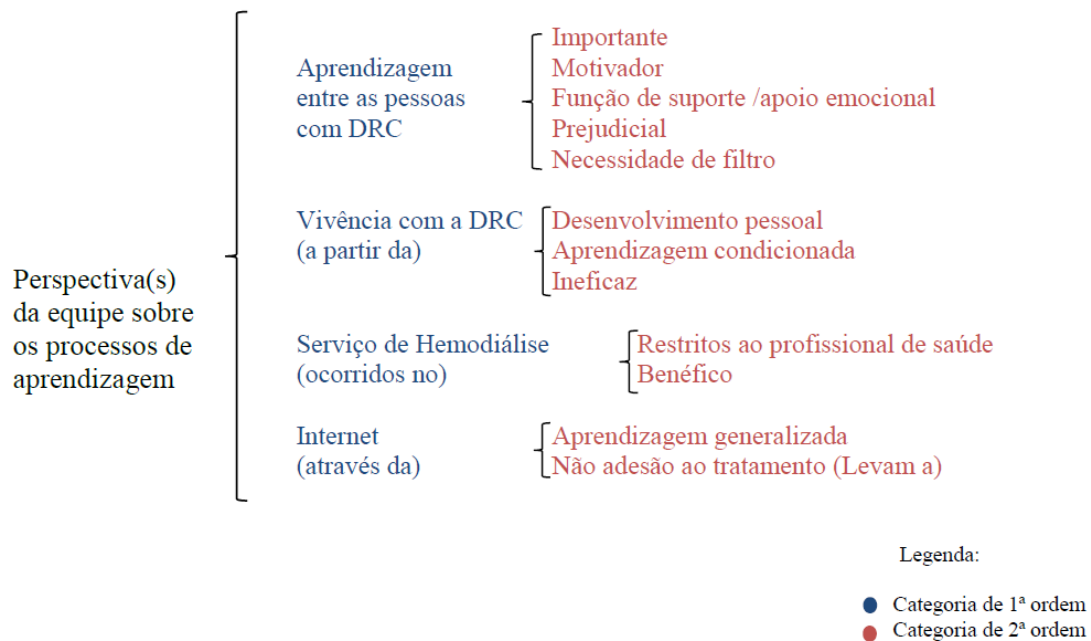 Perspectiva(s)
da equipe sobre
os processos de
aprendizagem
Aprendizagem
entre as pessoas
com DRC
Importante
Motivador
Função de suporte /apoio emocional
Prejudicial
Necessidade de filtro
Vivência com a DRC
(a partir da)
Desenvolvimento pessoal
Aprendizagem condicionada
Ineficaz
Serviço de Hemodiálise
(ocorridos no)
Restritos ao profissional de saúde
Benéfico
Internet
(através da)
Aprendizagem generalizada
Não adesão ao tratamento (Levam a)
Legenda:
Categoria de 1ª ordem
Categoria de 2ª ordem